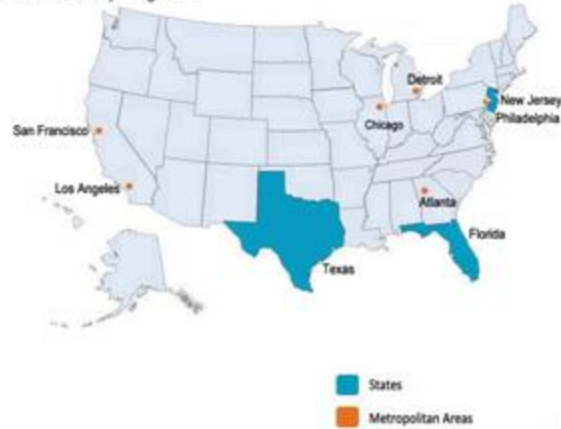 Detroit
New Jersey
Philadelphia
Chicago
San Francisco
Los Angeles
Atlanta
Florida
Texas
States
Metropolitan Areas